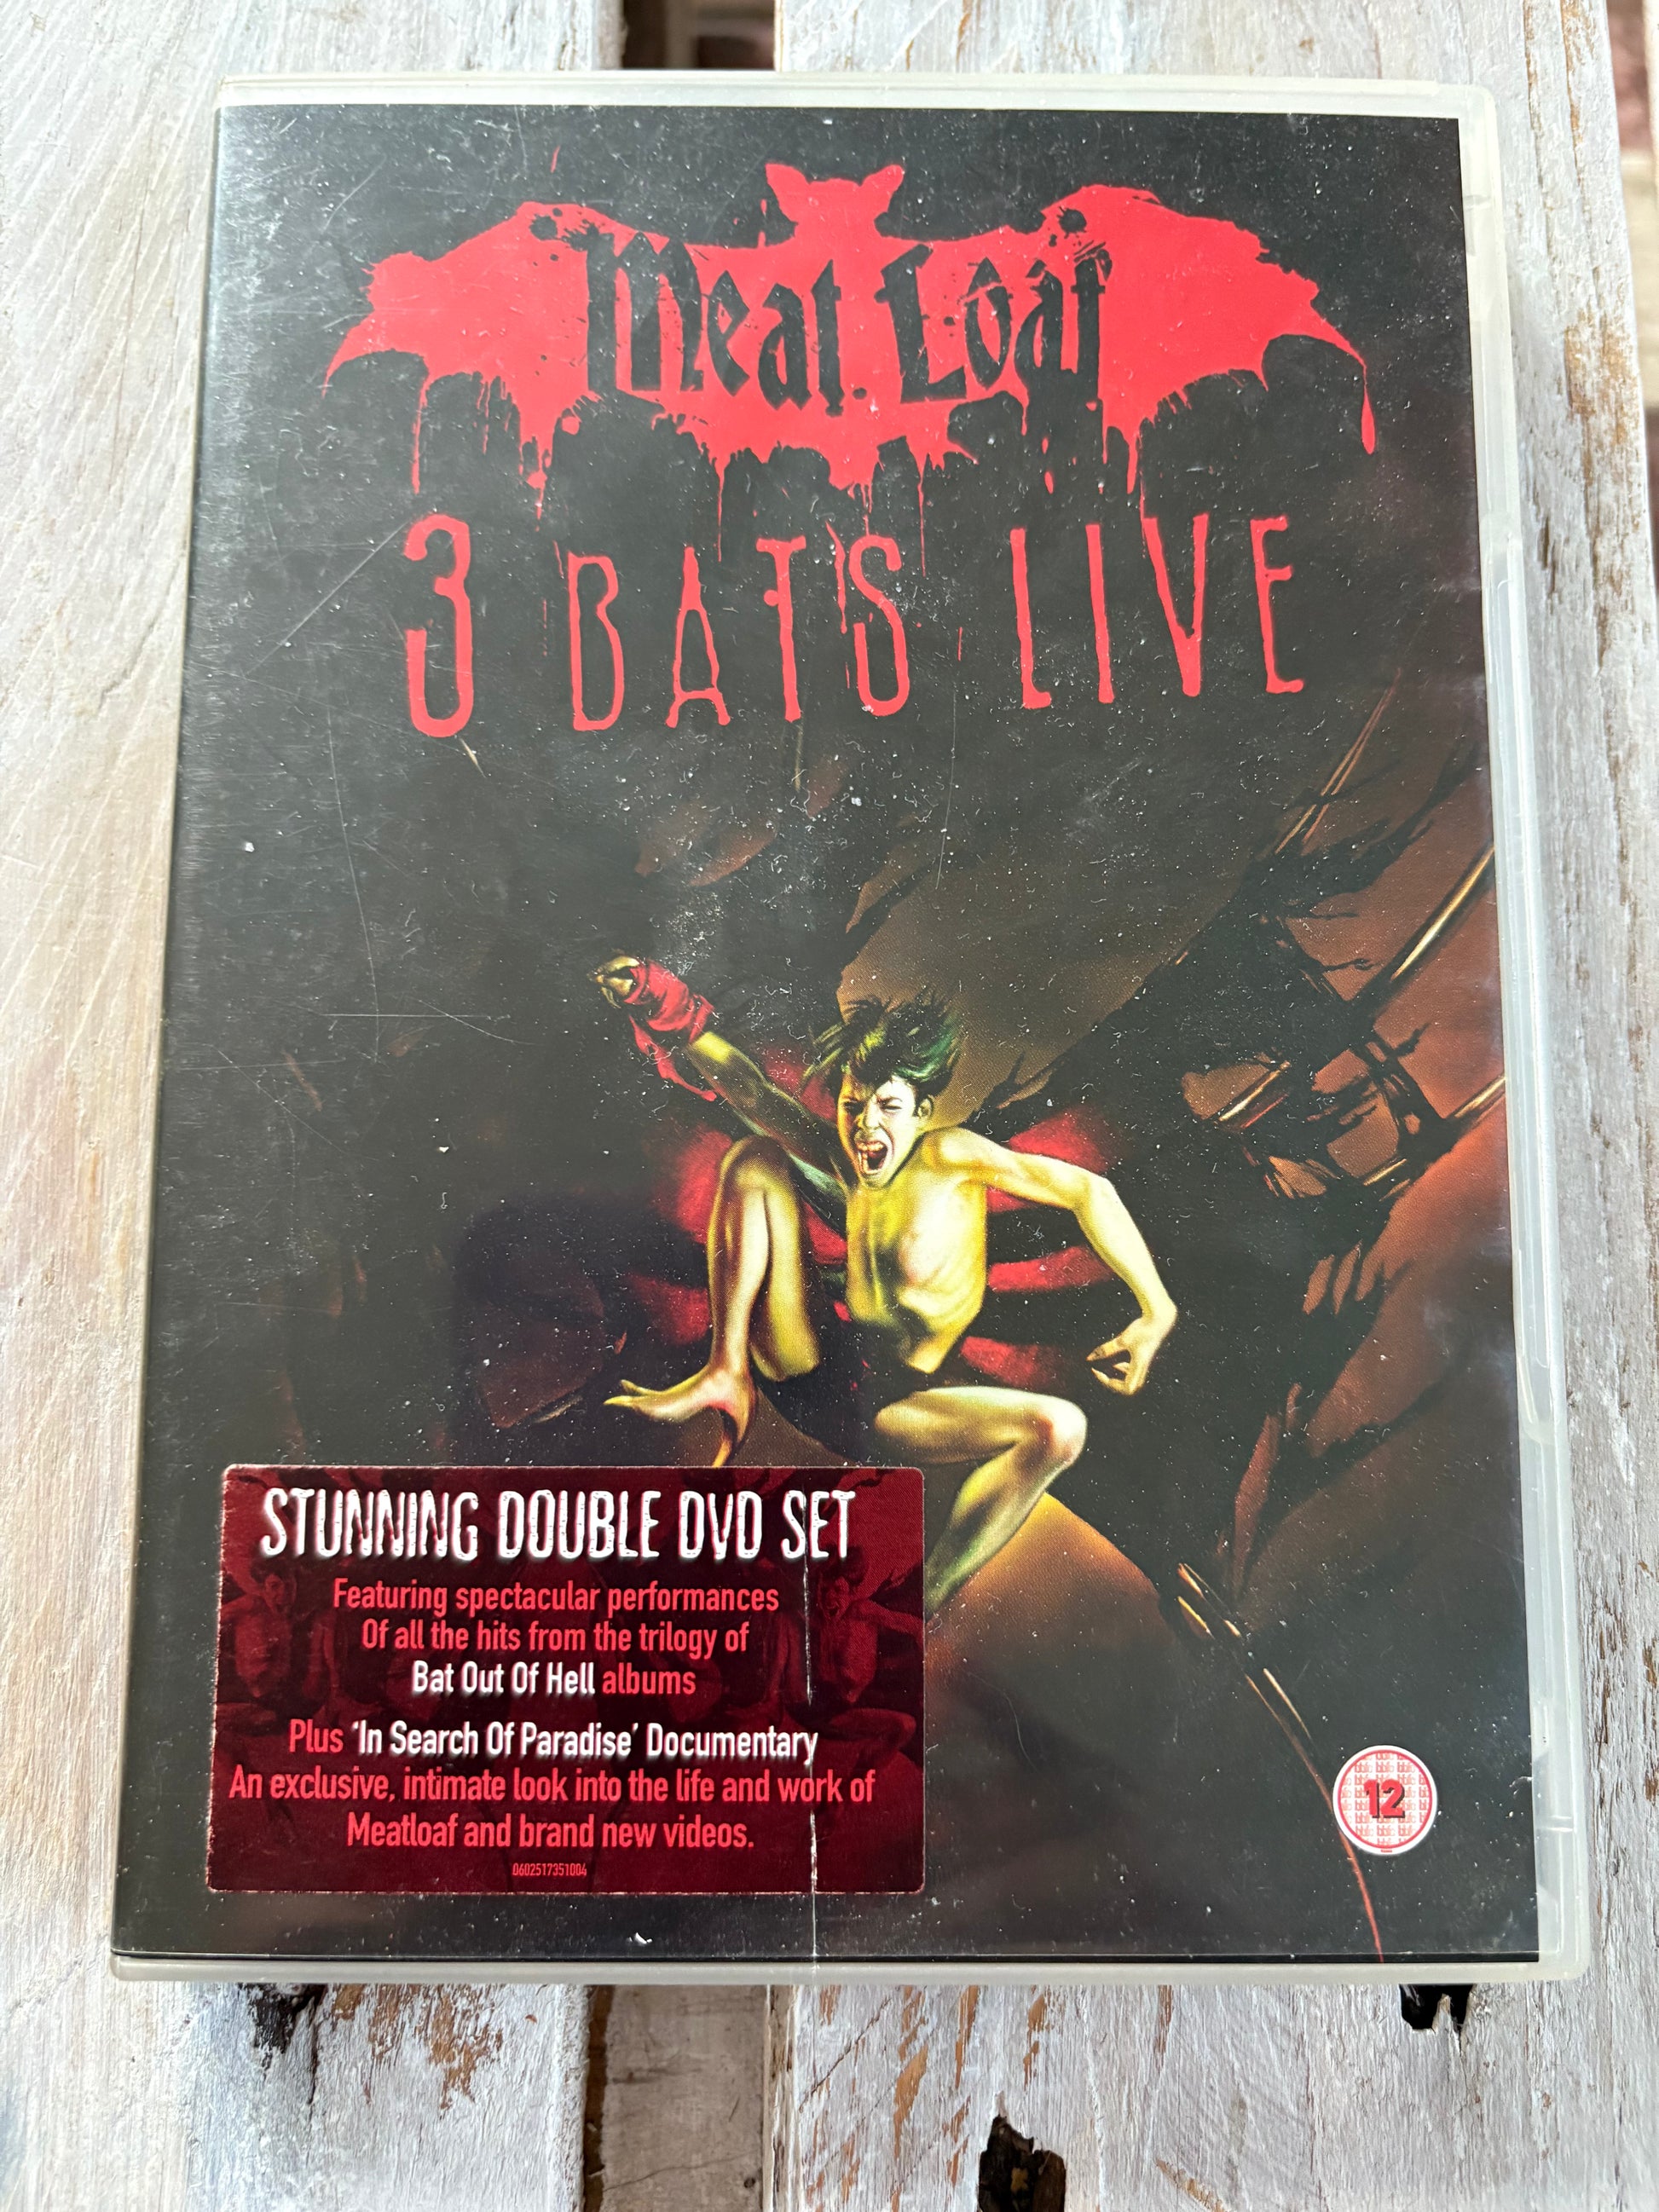 Meat Loaf
3 BATS LIVE
STUNNING DOUBLE DVD SET
Featuring spectacular performances
Of all the hits from the trilogy of
Bat Out Of Hell albums
Plus 'In Search Of Paradise' Documentary
An exclusive, intimate look into the life and work of
Meatloaf and brand new videos.
0602517351004
12